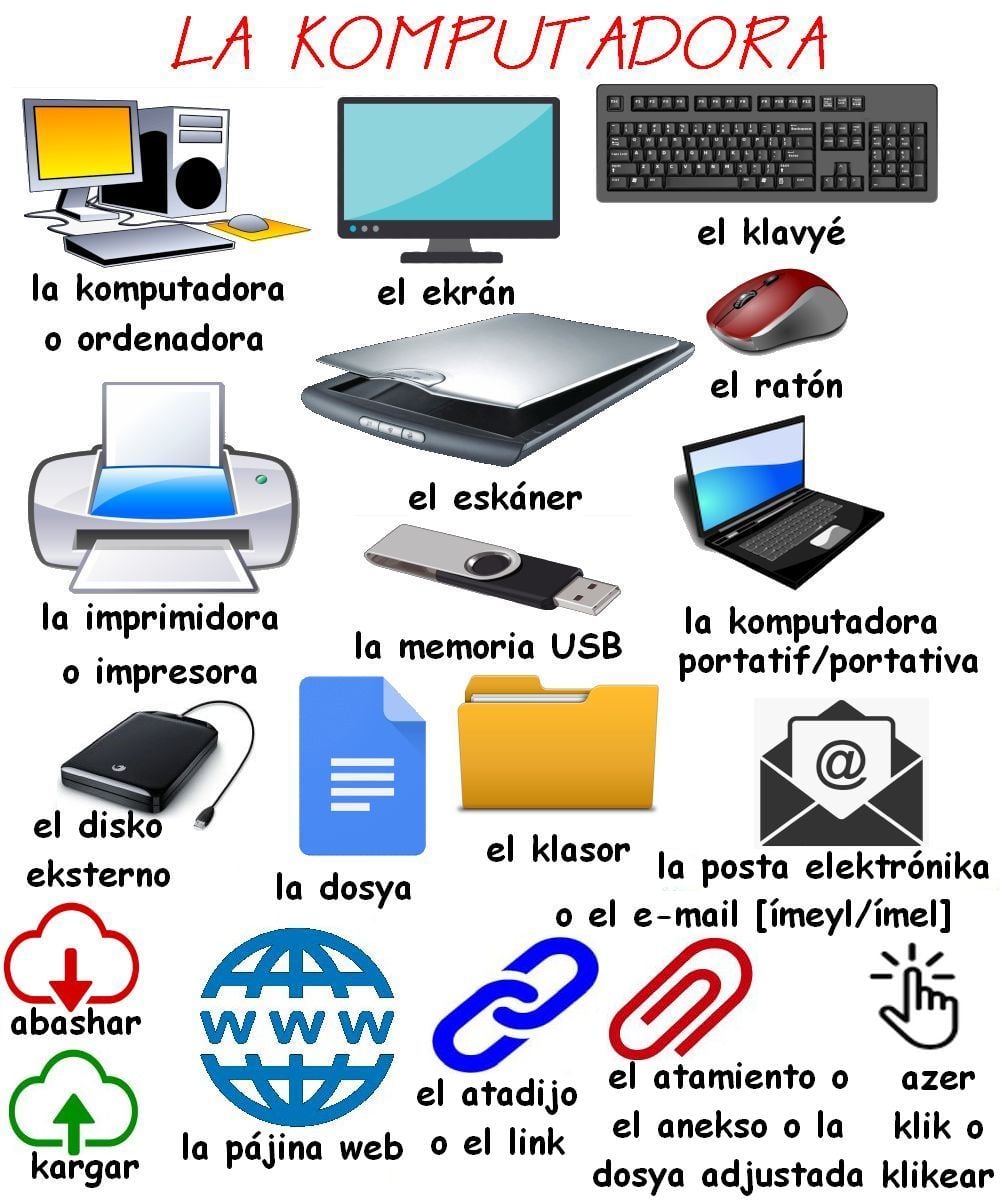 LA KOMPUTADORA
la komputadora
o ordenadora
el ekrán
el klavyé
el ratón
el eskáner
la imprimidora
o impresora
la memoria USB
la komputadora
portatif/portativa
el disko
eksterno
la dosya
el klasor
@
la posta elektrónika
o el e-mail [ímeyl/ímel]
abashar
kargar
WWW
la pájina web
el atadijo
o el link
el atamiento o
el anekso o la
dosya adjustada
azer
klik o
klikear